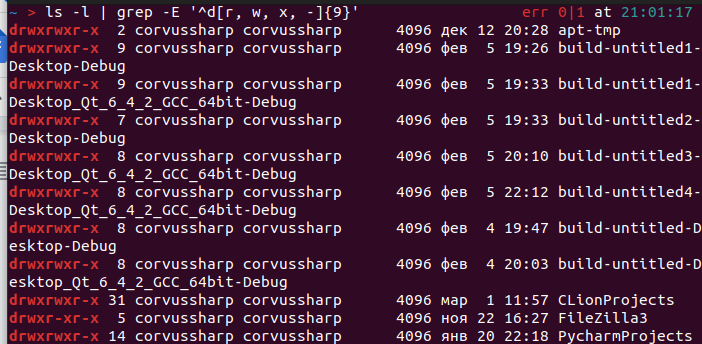 ~ > ls -l | grep -E '^d[r, w, x, -]{9}' err 0|1 at 21:01:17
drwxrwxr-x 2 corvussharp corvussharp 4096 дек 12 20:28 apt-tmp
drwxrwxr-x 9 corvussharp corvussharp 4096 фев 5 19:26 build-untitled1-
Desktop-Debug
drwxrwxr-x 9 corvussharp corvussharp 4096 фев 5 19:33 build-untitled1-
Desktop_Qt_6_4_2_GCC_64bit-Debug
drwxrwxr-x 7 corvussharp corvussharp 4096 фев 5 19:33 build-untitled2-
Desktop-Debug
drwxrwxr-x 8 corvussharp corvussharp 4096 фев 5 20:10 build-untitled3-
Desktop_Qt_6_4_2_GCC_64bit-Debug
drwxrwxr-x 8 corvussharp corvussharp 4096 фев 5 22:12 build-untitled4-
Desktop_Qt_6_4_2_GCC_64bit-Debug
drwxrwxr-x 8 corvussharp corvussharp 4096 фев 4 19:47 build-untitled-D
esktop-Debug
drwxrwxr-x 8 corvussharp corvussharp 4096 фев 4 20:03 build-untitled-D
esktop_Qt_6_4_2_GCC_64bit-Debug
drwxrwxr-x 31 corvussharp corvussharp 4096 мар 1 11:57 CLionProjects
drwxr-xr-x 5 corvussharp corvussharp 4096 ноя 22 16:27 FileZilla3
drwxrwxr-x 14 corvussharp corvussharp 4096 янв 20 22:18 PycharmProjects